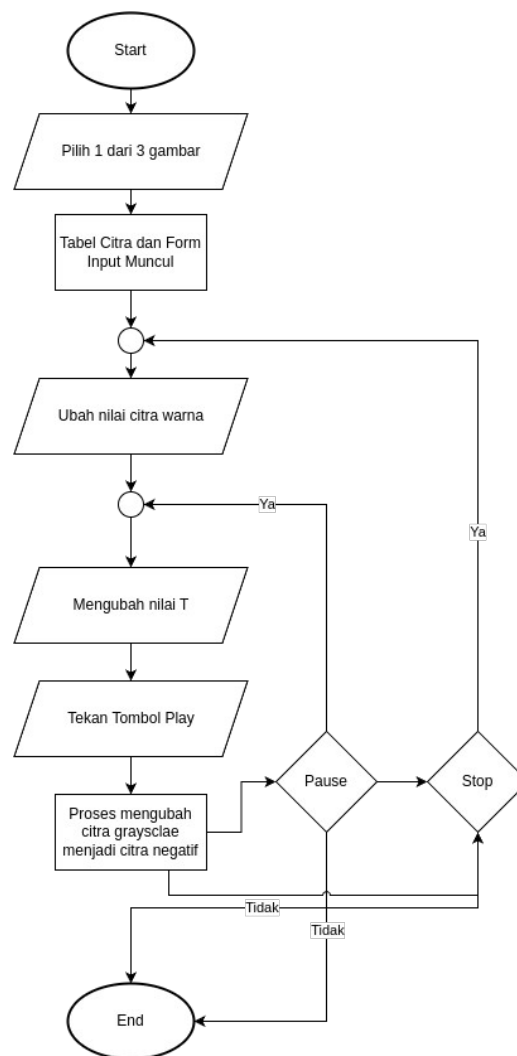 Start
Pilih 1 dari 3 gambar
Tabel Citra dan Form
Input Muncul
Ubah nilai citra warna
Ya
Ya
Mengubah nilai T
Tekan Tombol Play
Pause
Stop
Proses mengubah
citra graysclae
menjadi citra negatif
Tidak
Tidak
End